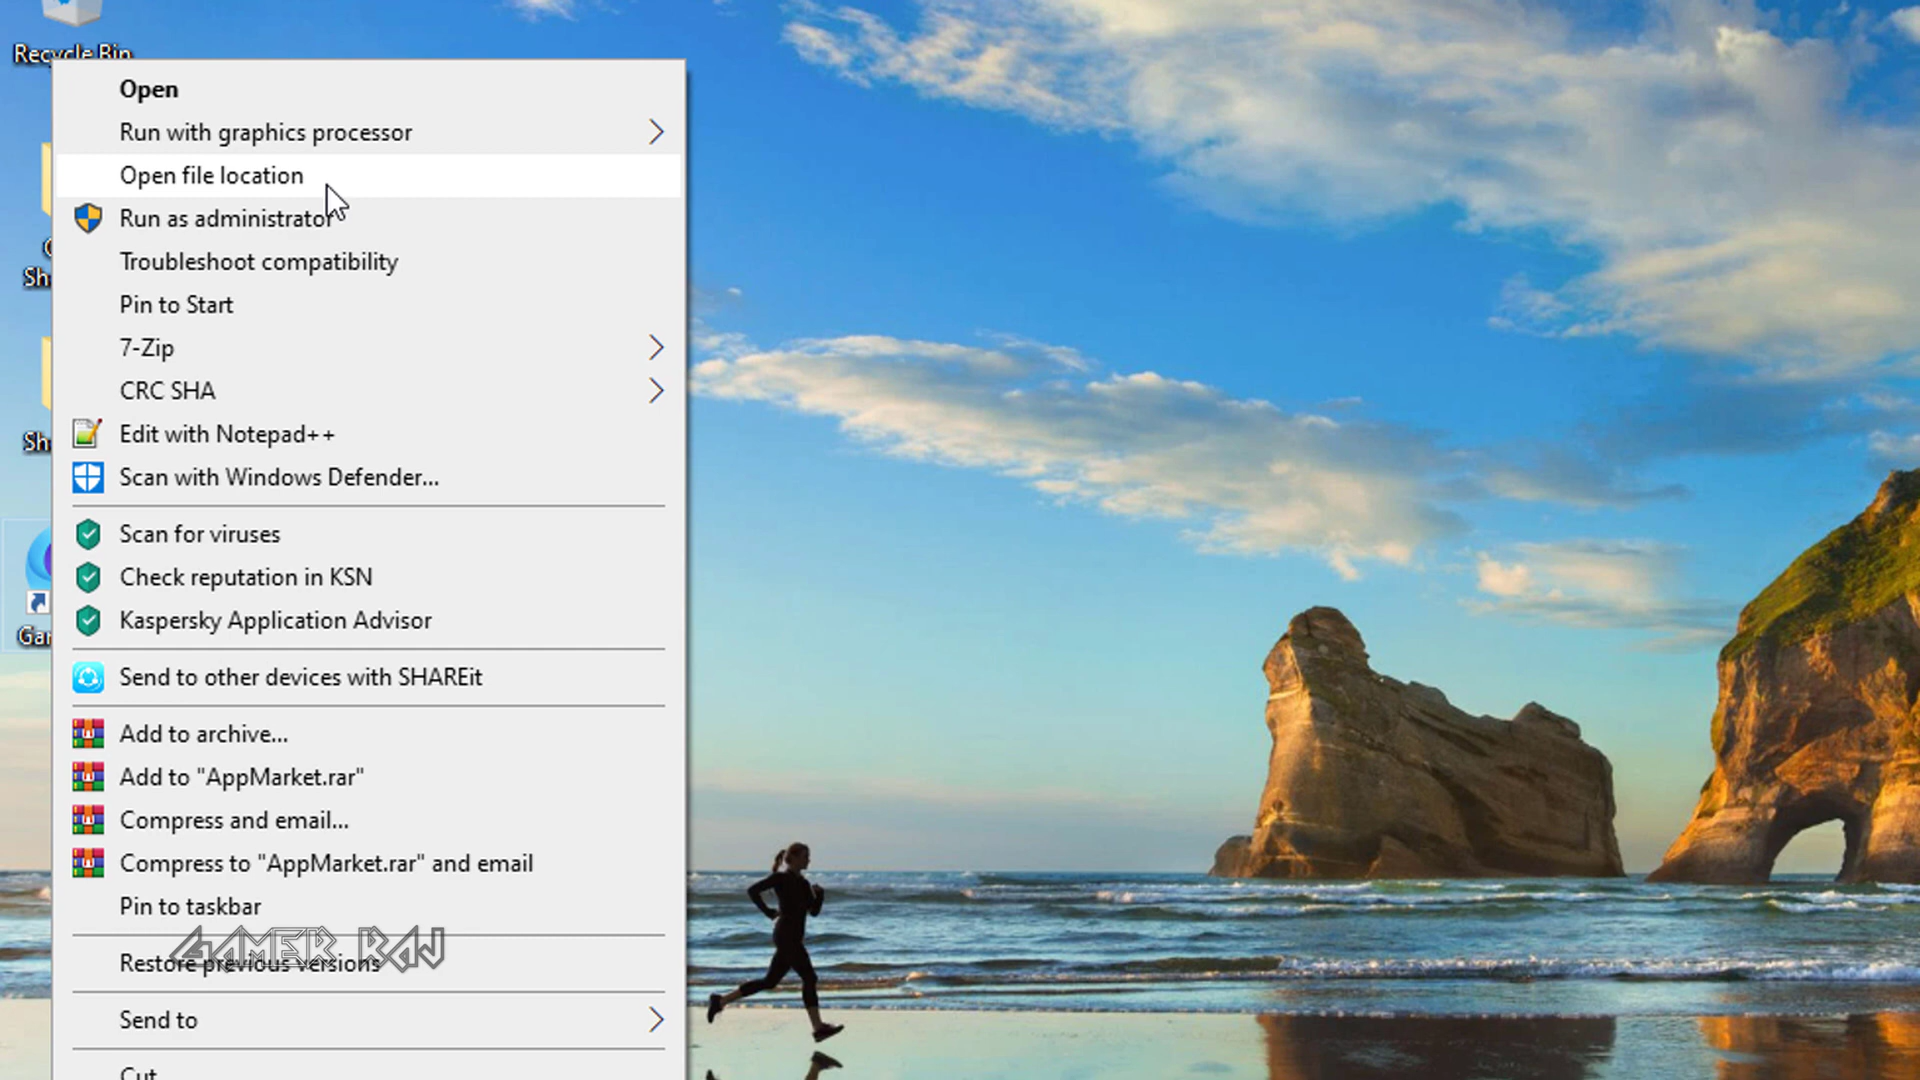 Recycle Bin
Open
Run with graphics processor
Open file location
Run as administrator
Troubleshoot compatibility
Pin to Start
7-Zip
CRC SHA
Edit with Notepad++
Scan with Windows Defender...
Scan for viruses
Check reputation in KSN
Kaspersky Application Advisor
Send to other devices with SHAREit
Add to archive...
Add to "AppMarket.rar"
Compress and email...
Compress to "AppMarket.rar" and email
Pin to taskbar
GAMER RAJ
Restore previous versions
Send to
Cut